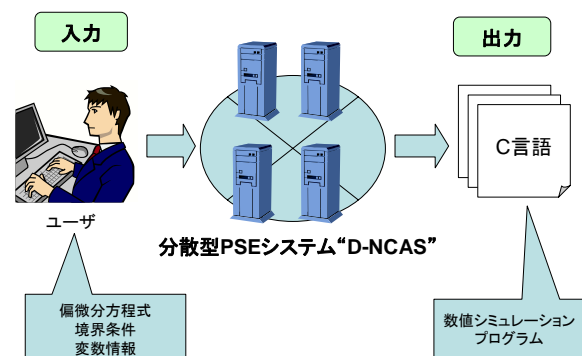 入力
出力
C言語
ユーザ
分散型PSEシステム“D-NCAS”
偏微分方程式
境界条件
変数情報
数値シミュレーション
プログラム